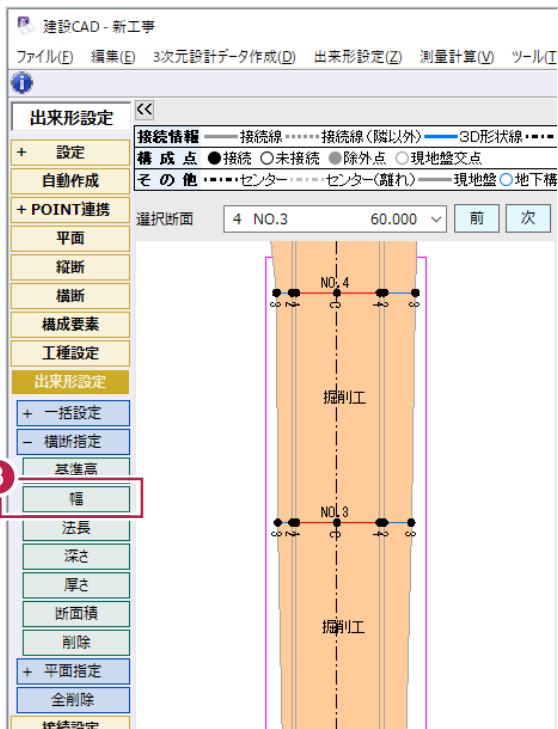 建設CAD - 新工事
ファイル(F) 編集(E) 3次元設計データ作成(D) 出来形設定(Z) 測量計算(V) ツール(T
出来形設定
<<
接続情報 接続線 接続線(隣以外) 3D形状線
構成点 ●接続 ○未接続 ●除外点 ○現地盤交点
その他 センター センター(離れ) 現地盤 ○地下構
選択断面 4 NO.3 60.000 前 次
+ 設定
自動作成
+ POINT連携
平面
縦断
横断
構成要素
工種設定
出来形設定
+ 一括設定
- 横断指定
基準高
幅
法長
深さ
厚さ
断面積
削除
+ 平面指定
全削除
接続設定
NO.4
掘削工
NO.3
掘削工